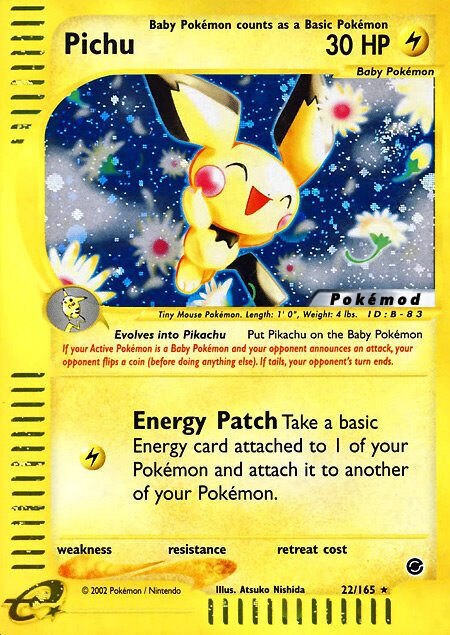 Baby Pokémon counts as a Basic Pokémon
Pichu 30 HP
Baby Pokémon
Pokémod
Tiny Mouse Pokémon. Length: 1' 0", Weight: 4 lbs. ID:B-83
Evolves into Pikachu Put Pikachu on the Baby Pokémon
If your Active Pokémon is a Baby Pokémon and your opponent announces an attack, your
opponent flips a coin (before doing anything else). If tails, your opponent's turn ends.
Energy Patch Take a basic
Energy card attached to 1 of your
Pokémon and attach it to another
of your Pokémon.
weakness resistance retreat cost
© 2002 Pokémon / Nintendo Illus. Atsuko Nishida 22/165 ★
e